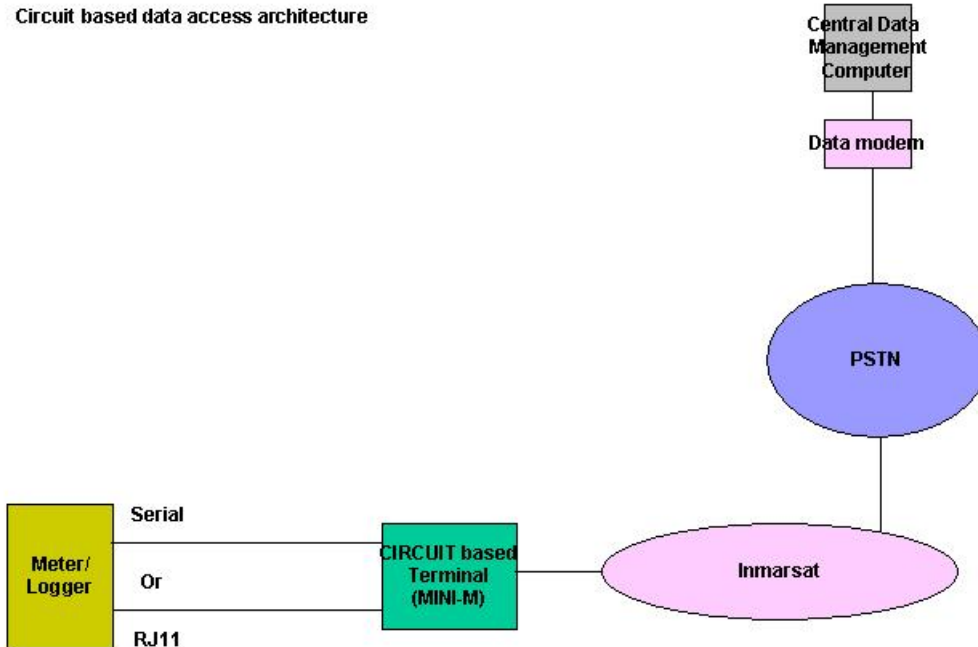 Circuit based data access architecture
Central Data
Management
Computer
Data modem
PSTN
Serial
Meter/
Logger
Or
RJ11
CIRCUIT based
Terminal
(MINI-M)
Inmarsat